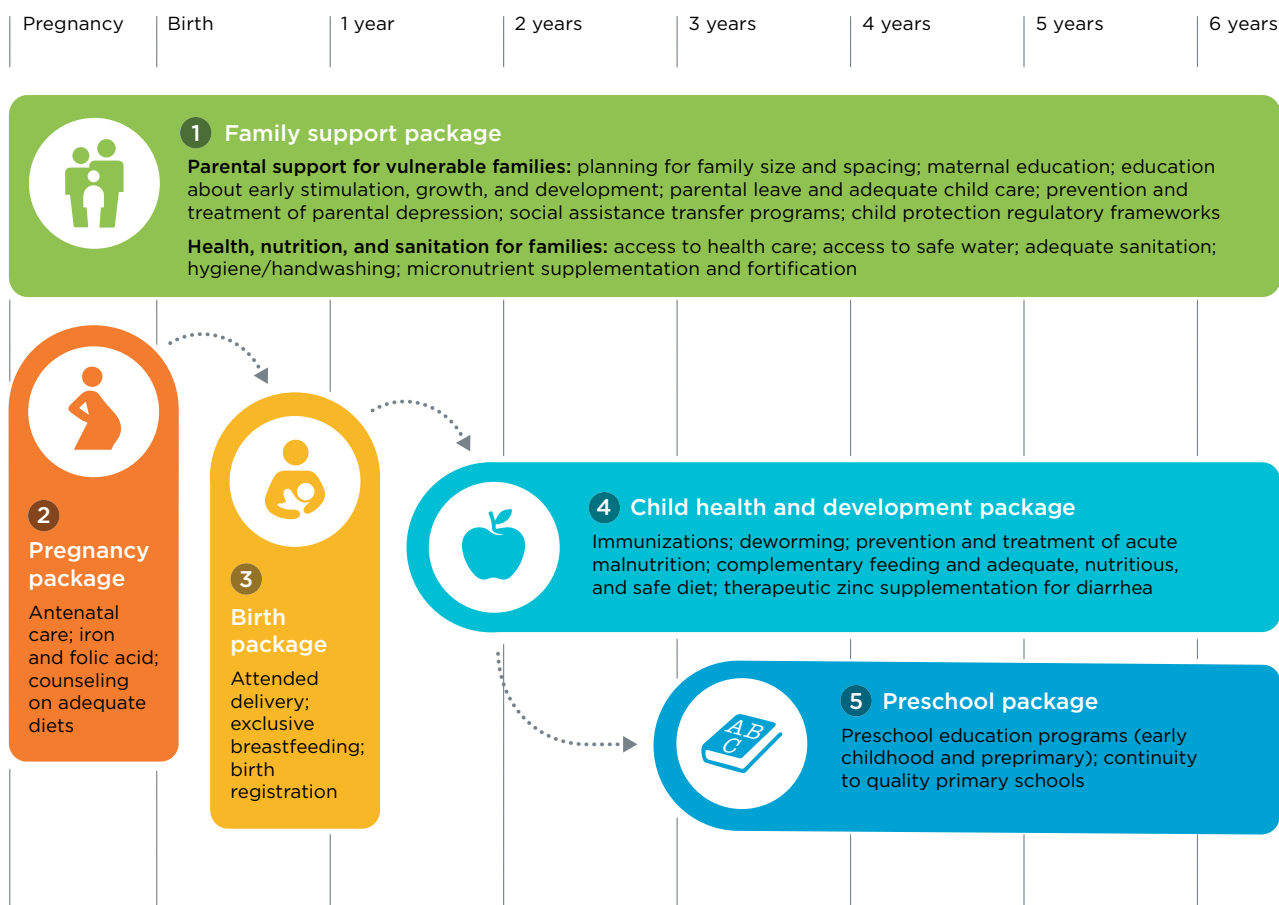 Pregnancy
Birth
1 year
2 years
3 years
4 years
5 years
6 years
1 Family support package
Parental support for vulnerable families: planning for family size and spacing; maternal education; education
about early stimulation, growth, and development; parental leave and adequate child care; prevention and
treatment of parental depression; social assistance transfer programs; child protection regulatory frameworks
Health, nutrition, and sanitation for families: access to health care; access to safe water; adequate sanitation;
hygiene/handwashing; micronutrient supplementation and fortification
2
Pregnancy
package
Antenatal
care; iron
and folic acid;
counseling
on adequate
diets
3
Birth
package
Attended
delivery;
exclusive
breastfeeding;
birth
registration
4 Child health and development package
Immunizations; deworming; prevention and treatment of acute
malnutrition; complementary feeding and adequate, nutritious,
and safe diet; therapeutic zinc supplementation for diarrhea
A B
C
5 Preschool package
Preschool education programs (early
childhood and preprimary); continuity
to quality primary schools